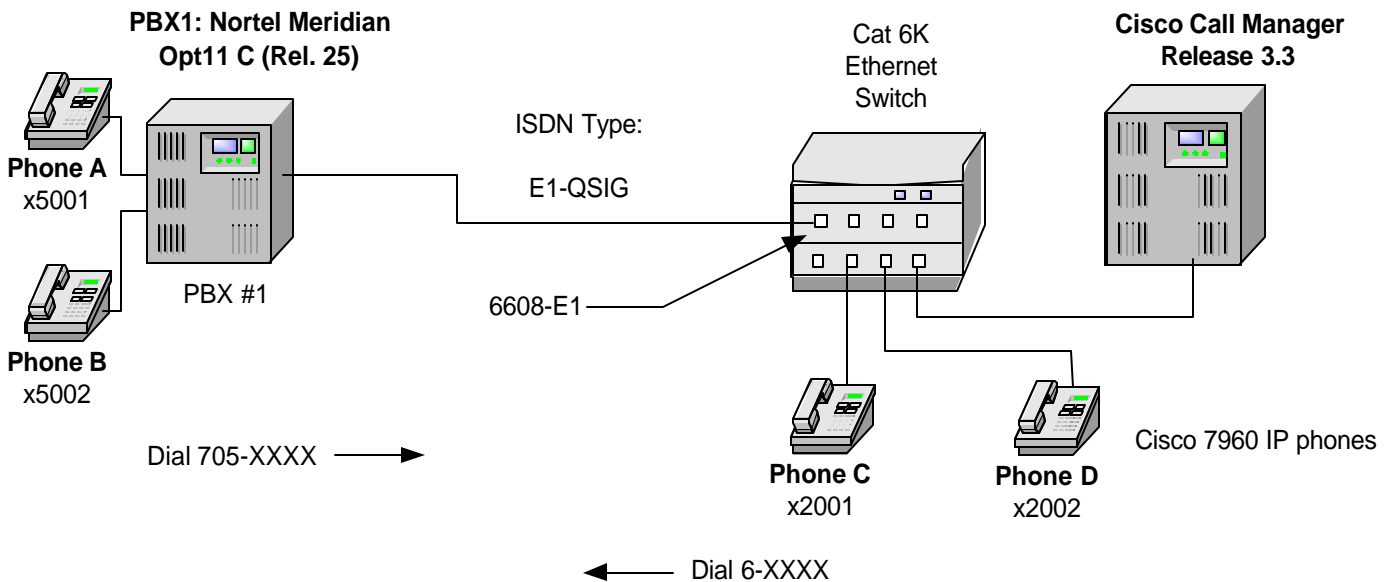 PBX1: Nortel Meridian
Opt11 C (Rel. 25)
Cat 6K
Ethernet
Switch
Cisco Call Manager
Release 3.3
ISDN Type:
E1-QSIG
Phone A
x5001
PBX #1
6608-E1
Phone B
x5002
Dial 705-XXXX
Phone C
x2001
Phone D
x2002
Cisco 7960 IP phones
Dial 6-XXXX